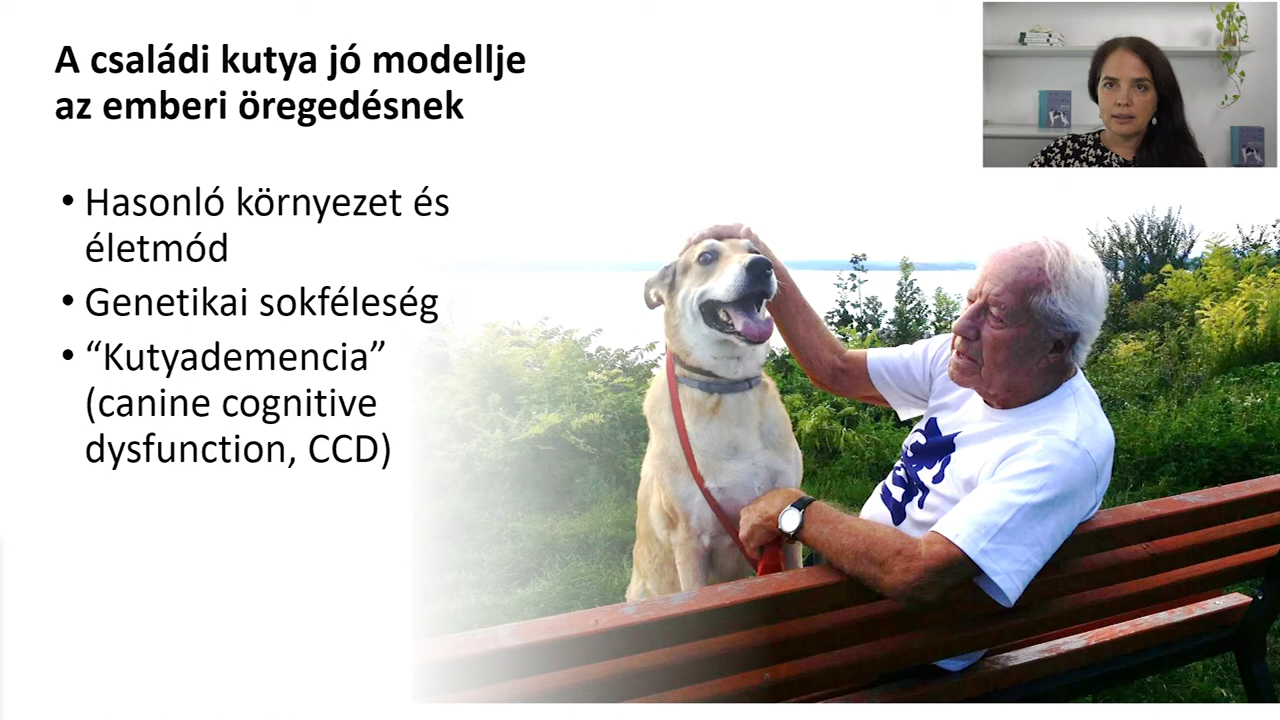 A családi kutya jó modellje
az emberi öregedésnek
• Hasonló környezet és
életmód
• Genetikai sokféleség
• “Kutyademencia”
(canine cognitive
dysfunction, CCD)